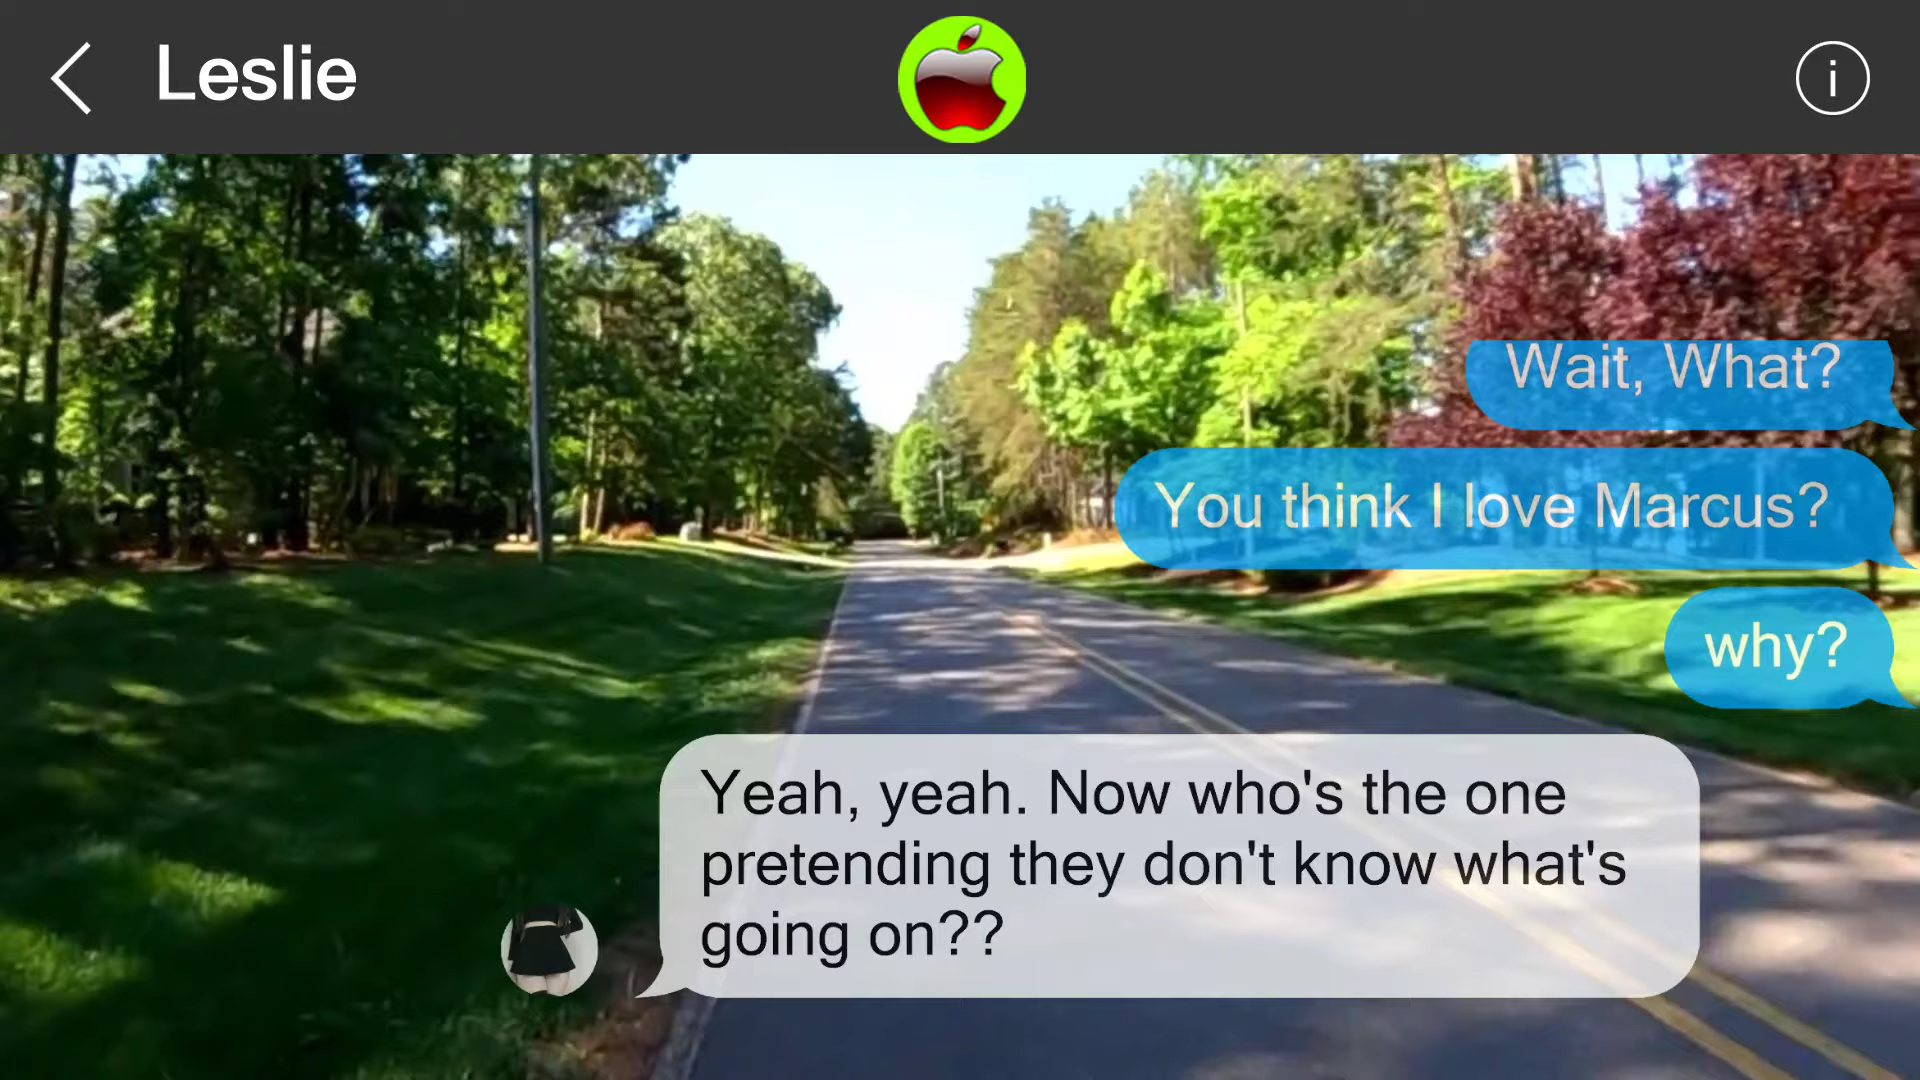 Leslie
i
Wait, What?
You think I love Marcus?
why?
Yeah, yeah. Now who's the one
pretending they don't know what's
going on??